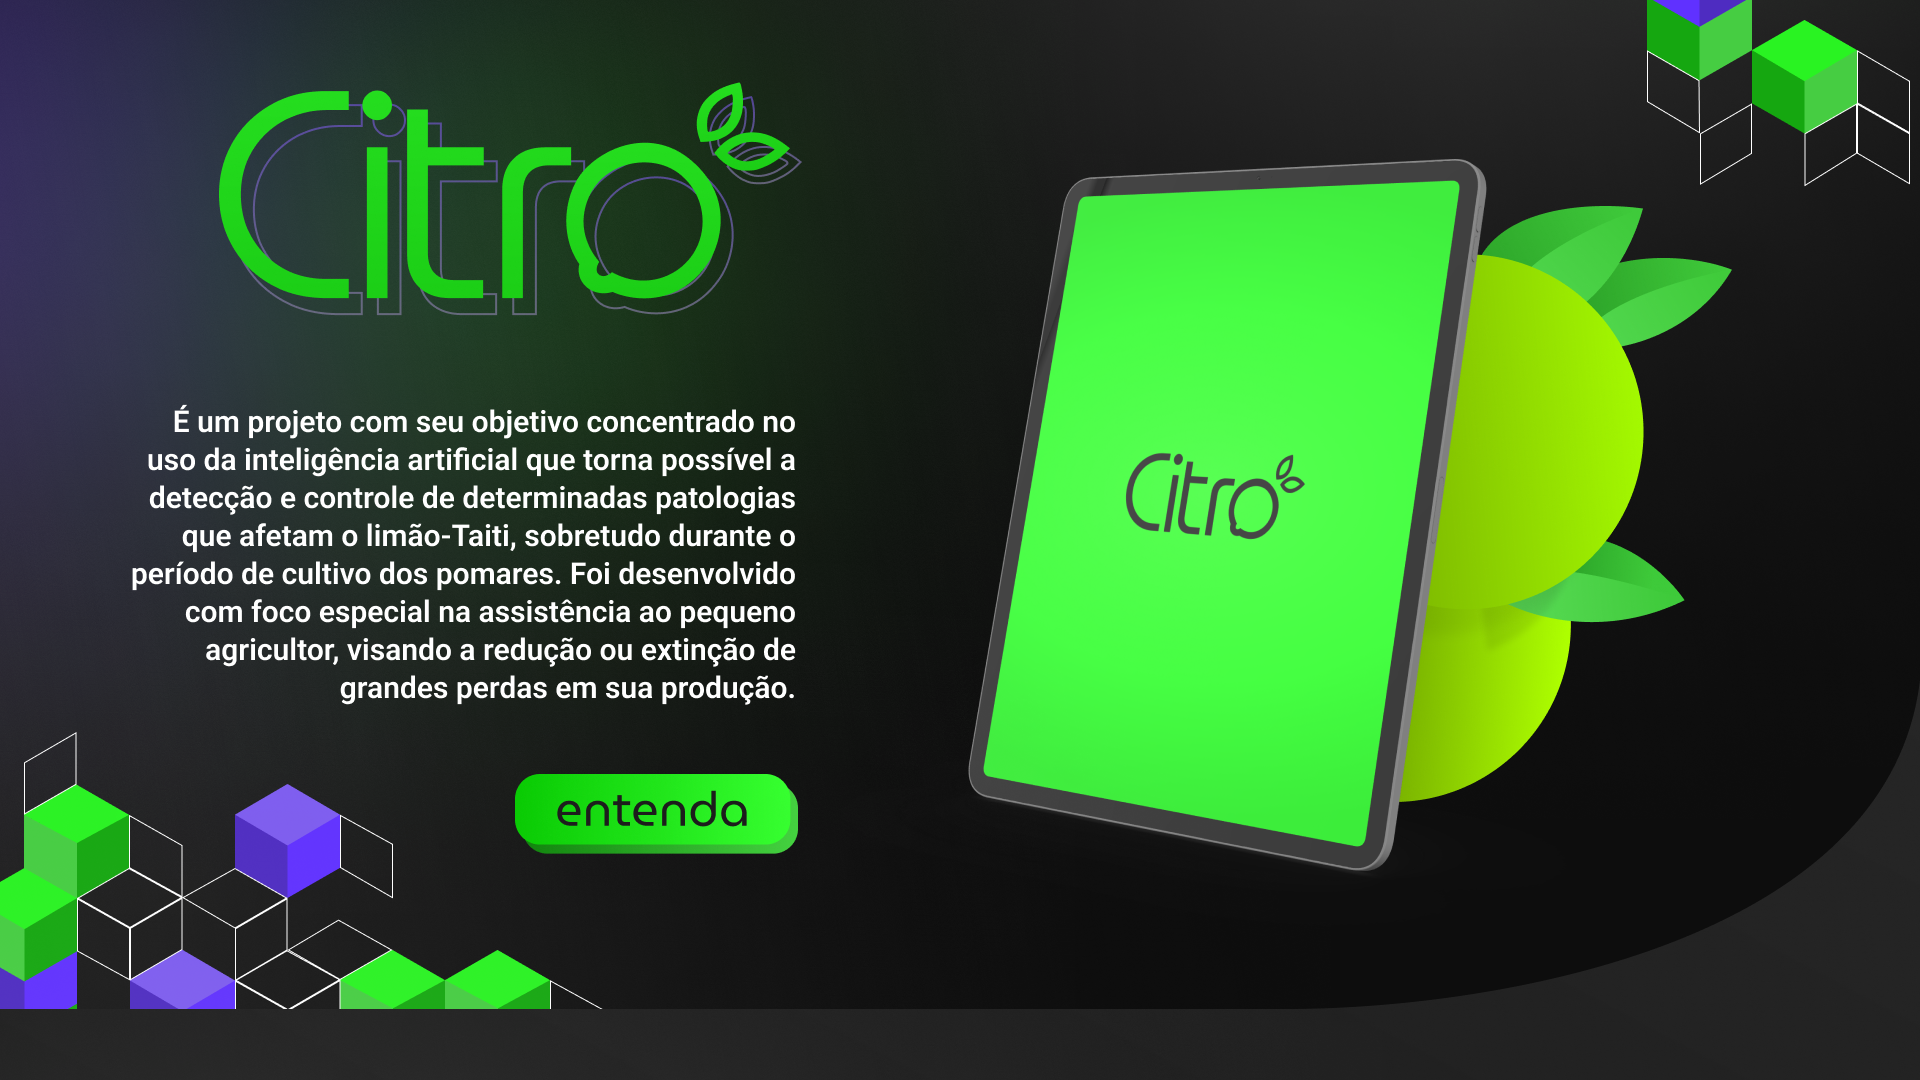 Citro
É um projeto com seu objetivo concentrado no
uso da inteligência artificial que torna possível a
detecção e controle de determinadas patologias
que afetam o limão-Taiti, sobretudo durante o
período de cultivo dos pomares. Foi desenvolvido
com foco especial na assistência ao pequeno
agricultor, visando a redução ou extinção de
grandes perdas em sua produção.
entenda
Citro